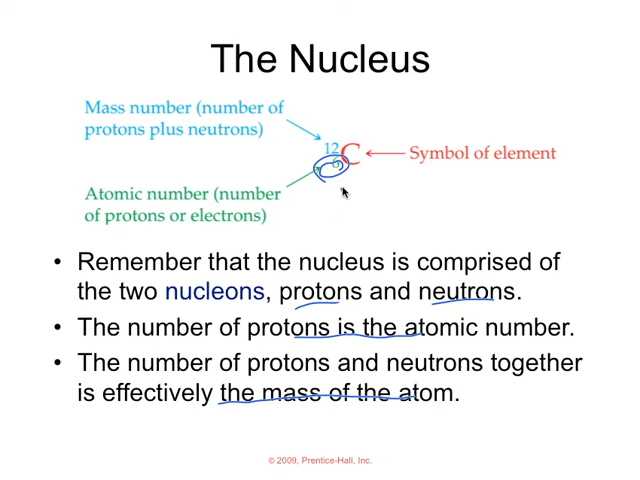 The Nucleus
Mass number (number of
protons plus neutrons)
12
6
C
Symbol of element
Atomic number (number
of protons or electrons)
• Remember that the nucleus is comprised of
the two nucleons, protons and neutrons.
• The number of protons is the atomic number.
• The number of protons and neutrons together
is effectively the mass of the atom.
© 2009, Prentice-Hall, Inc.